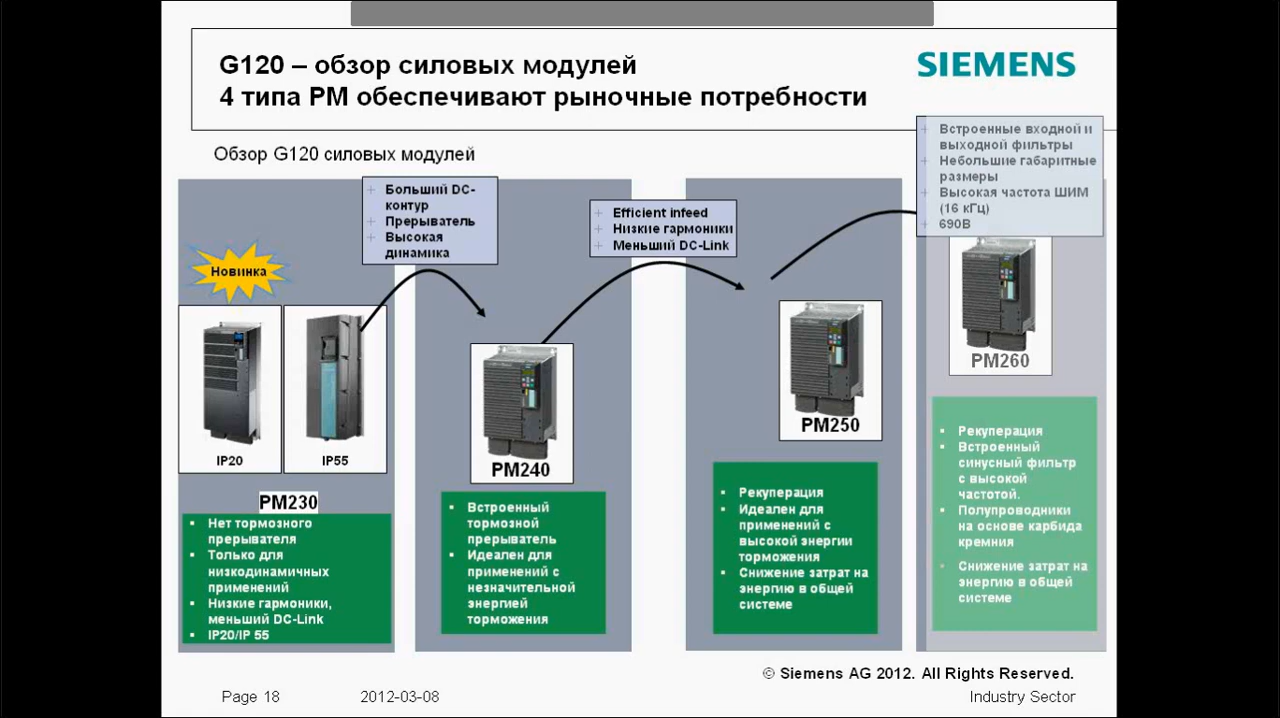 G120 – обзор силовых модулей
SIEMENS
4 типа PM обеспечивают рыночные потребности
Обзор G120 силовых модулей
Новинка
IP20
IP55
PM230
Нет тормозного
прерывателя
Только для
низкодинамичных
применений
Низкие гармоники,
меньший DC-Link
IP20/IP 55
Больший DC-
контур
Прерыватель
Высокая
динамика
PM240
Встроенный
тормозной
прерыватель
Идеален для
применений с
незначительной
энергией
торможения
Efficient infeed
Низкие гармоники
Меньший DC-Link
PM250
Рекуперация
Идеален для
применений с
высокой энергии
торможения
Снижение затрат на
энергию в общей
системе
Встроенные входной и
выходной фильтры
Небольшие габаритные
размеры
Высокая частота ШИМ
(16 кГц)
690В
PM260
Рекуперация
Встроенный
синусный фильтр
с высокой
частотой.
Полупроводники
на основе карбида
кремния
Снижение затрат на
энергию в общей
системе
© Siemens AG 2012. All Rights Reserved.
Page 18
2012-03-08
Industry Sector